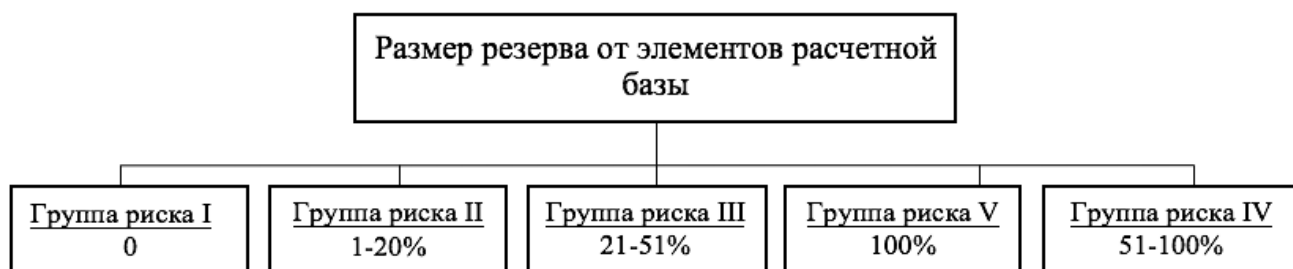 Размер резерва от элементов расчетной
базы
Группа риска I
0
Группа риска II
1-20%
Группа риска III
21-51%
Группа риска V
100%
Группа риска IV
51-100%